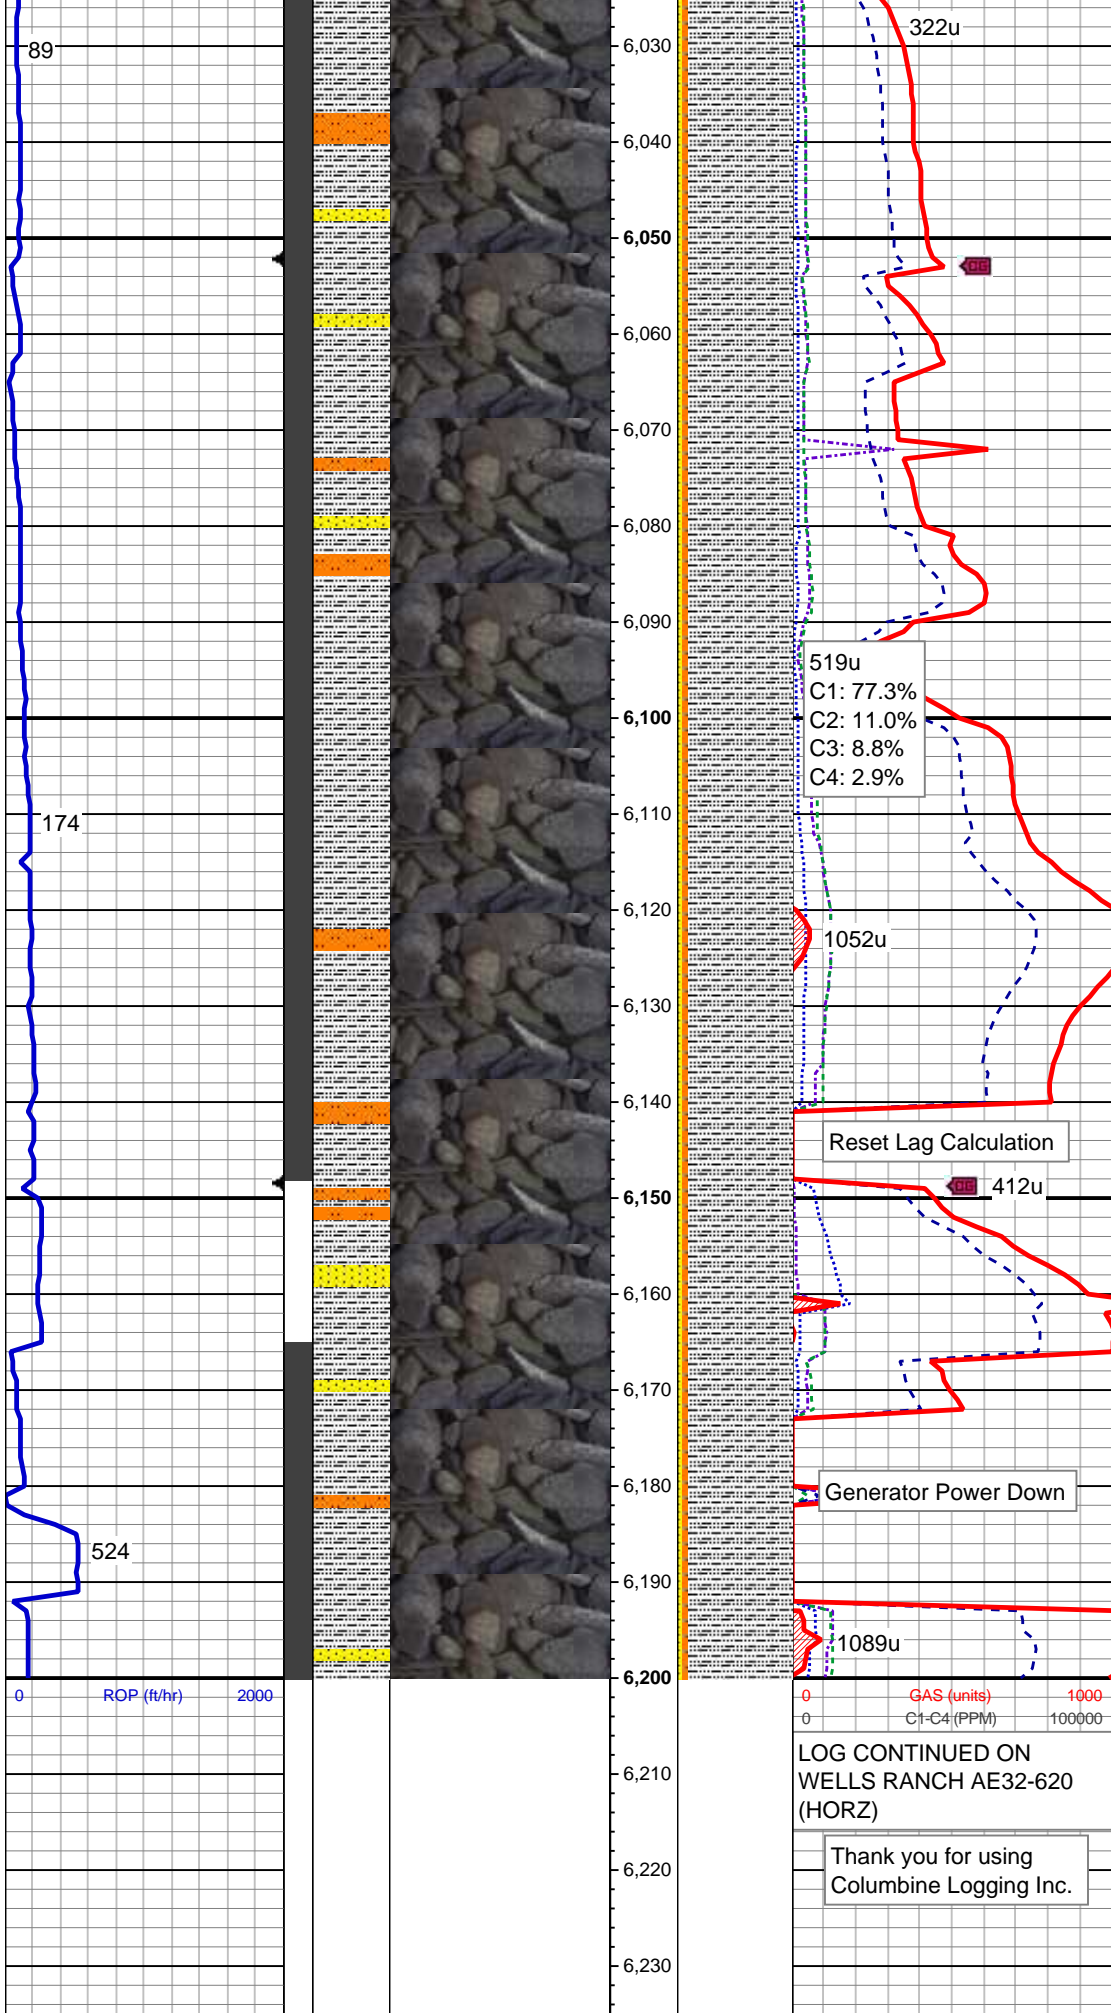 322u
6,030
89
6,040
6,050
CG
6,060
6,070
6,080
6,090
519u
C1: 77.3%
C2: 11.0%
C3: 8.8%
C4: 2.9%
6,100
6,110
174
6,120
1052u
6,130
6,140
Reset Lag Calculation
CG 412u
6,150
6,160
6,170
6,180
Generator Power Down
524
6,190
1089u
6,200
0 ROP (ft/hr) 2000
0 GAS (units) 1000
0 C1-C4 (PPM) 100000
LOG CONTINUED ON
WELLS RANCH AE32-620
(HORZ)
6,210
6,220
Thank you for using
Columbine Logging Inc.
6,230